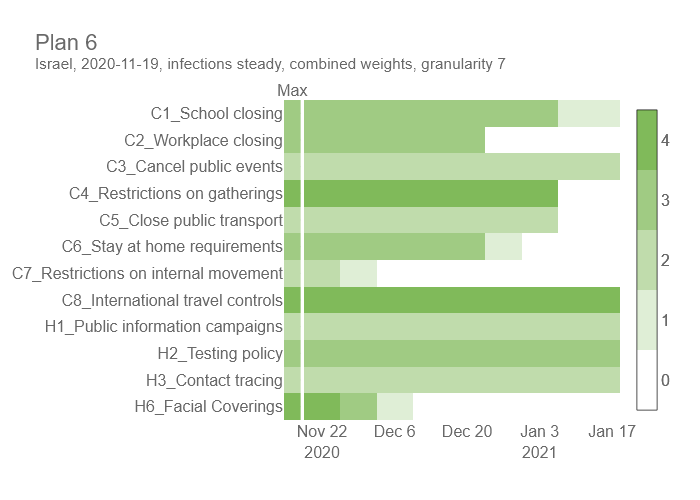 Plan 6
Israel, 2020-11-19, infections steady, combined weights, granularity 7
Max
C1_School closing
C2_Workplace closing
C3_Cancel public events
C4_Restrictions on gatherings
C5_Close public transport
C6_Stay at home requirements
C7_Restrictions on internal movement
C8_International travel controls
H1_Public information campaigns
H2_Testing policy
H3_Contact tracing
H6_Facial Coverings
4
3
2
1
0
Nov 22 Dec 6 Dec 20 Jan 3 Jan 17
2020 2021